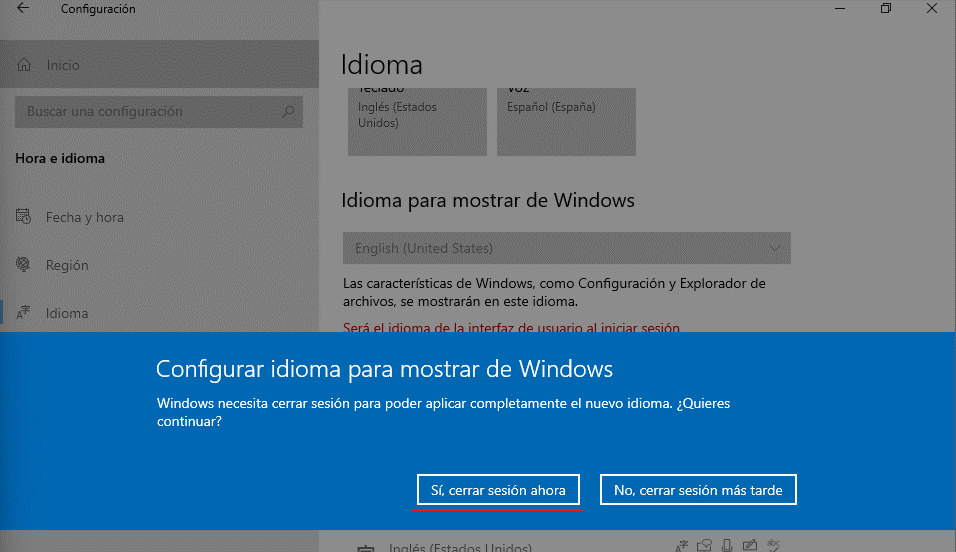 Configuración
Inicio
Buscar una configuración
Hora e idioma
Fecha y hora
Región
Idioma
Idioma
Teclado
Inglés (Estados
Unidos)
Voz
Español (España)
Idioma para mostrar de Windows
English (United States)
Las características de Windows, como Configuración y Explorador de
archivos, se mostrarán en este idioma.
Será el idioma de la interfaz de usuario al iniciar sesión
Configurar idioma para mostrar de Windows
Windows necesita cerrar sesión para poder aplicar completamente el nuevo idioma. ¿Quieres
continuar?
Sí, cerrar sesión ahora
No, cerrar sesión más tarde
Inglés (Estados Unidos)